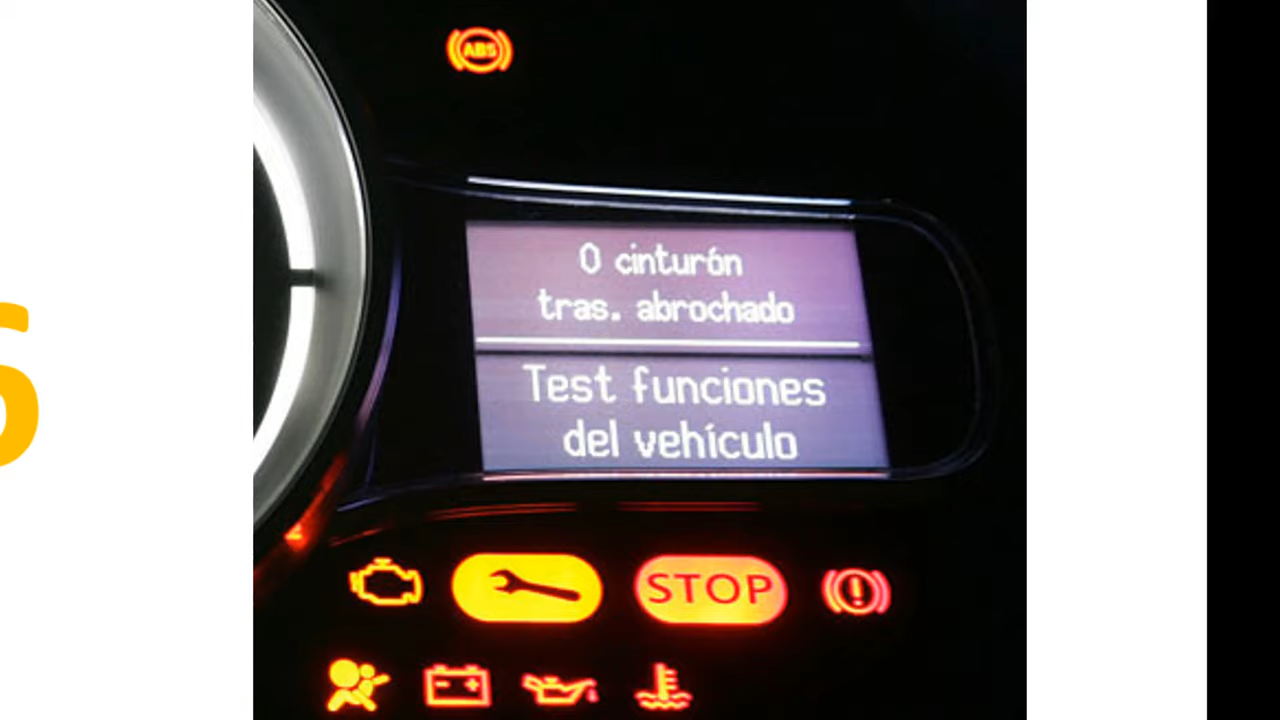 ABS
0 cinturón
tras. abrochado
Test funciones
del vehículo
STOP